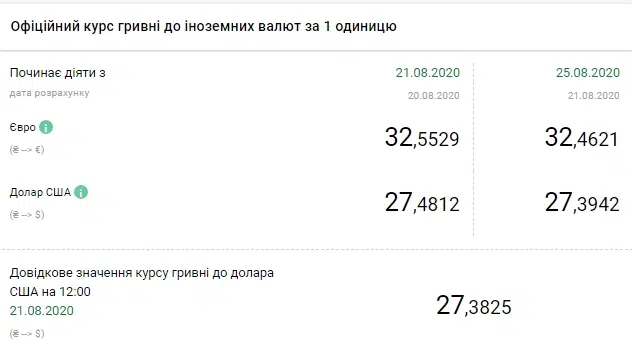 Офіційний курс гривні до іноземних валют за 1 одиницю
Починає діяти з 21.08.2020 25.08.2020
дата розрахунку 20.08.2020 21.08.2020
Євро i 32,5529 32,4621
(₴ --> €)
Долар США i 27,4812 27,3942
(₴ --> $)
Довідкове значення курсу гривні до долара
США на 12:00
21.08.2020 27,3825
(₴ --> $)